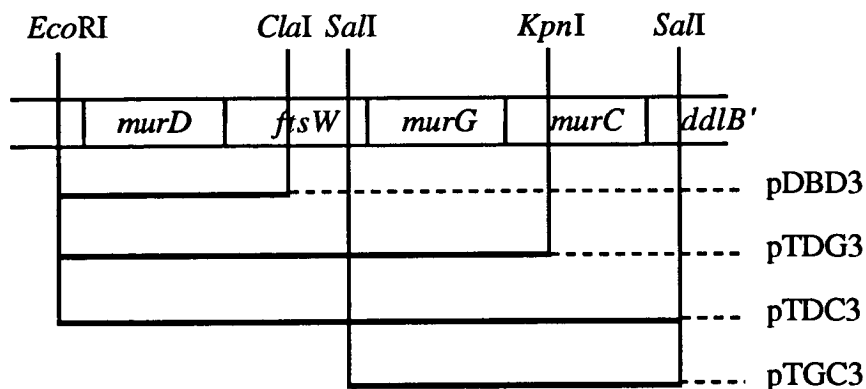 EcoRI ClaI SalI KpnI SalI
murD ftsW murG murC ddlB'
pDBD3
pTDG3
pTDC3
pTGC3